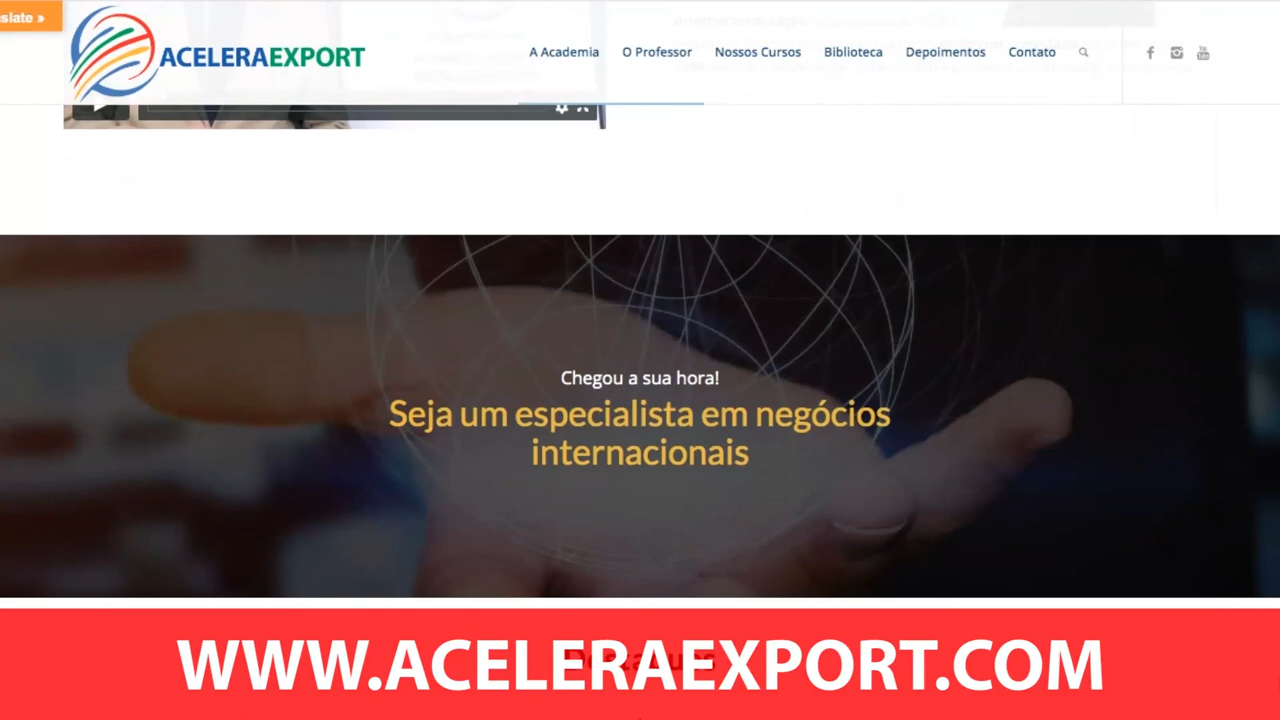 slate »
ACELERAEXPORT
A Academia O Professor Nossos Cursos Biblioteca Depoimentos Contato
Chegou a sua hora!
Seja um especialista em negócios
internacionais
WWW.ACELERAEXPORT.COM